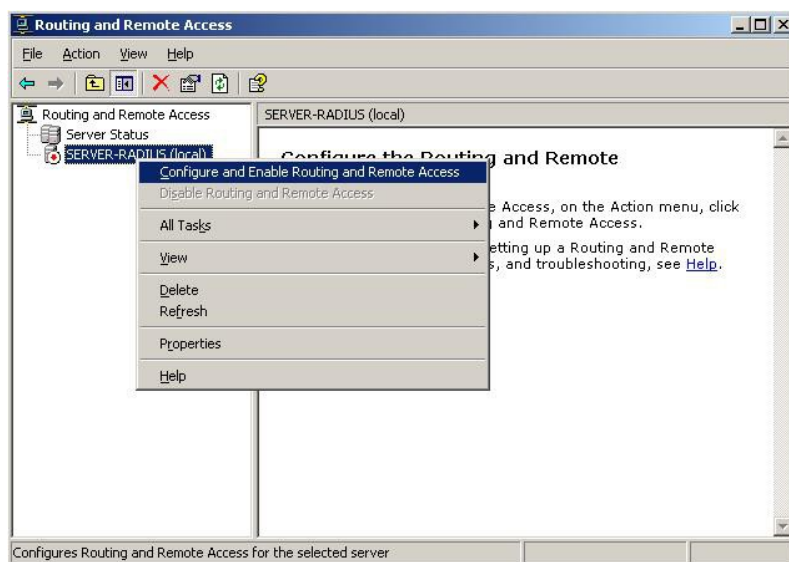 Routing and Remote Access
File Action View Help
Routing and Remote Access
Server Status
SERVER-RADIUS (local)
SERVER-RADIUS (local)
Configure the Routing and Remote
Configure and Enable Routing and Remote Access
Disable Routing and Remote Access
All Tasks
View
Delete
Refresh
Properties
Help
e Access, on the Action menu, click
and Remote Access.
etting up a Routing and Remote
s, and troubleshooting, see Help.
Configures Routing and Remote Access for the selected server